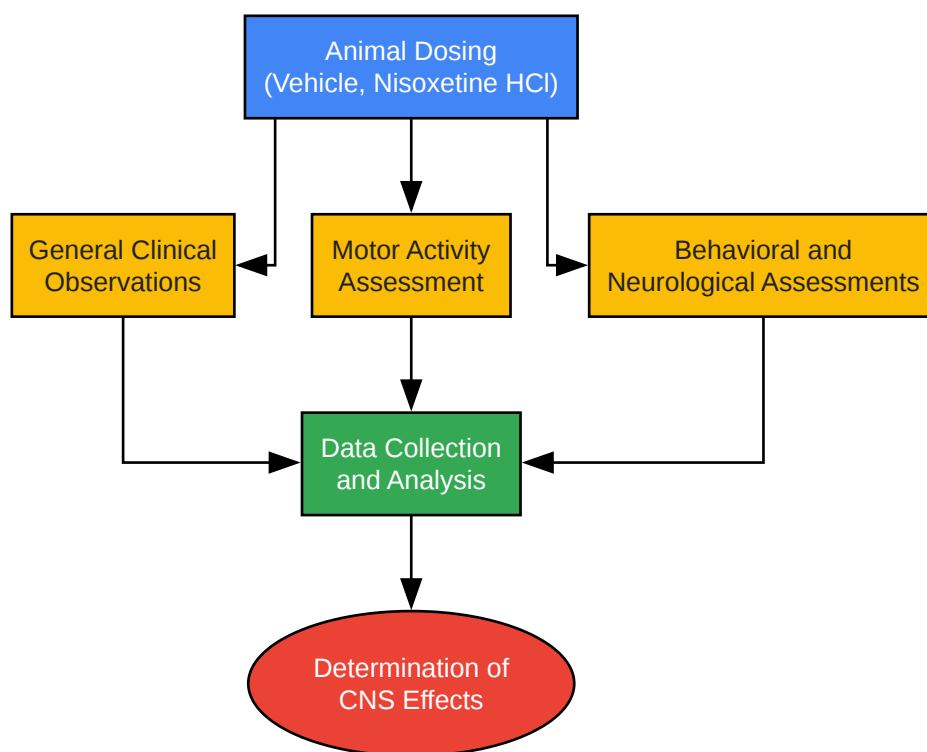 Animal Dosing
(Vehicle, Nisoxetine HCl)
General Clinical
Observations
Motor Activity
Assessment
Behavioral and
Neurological Assessments
Data Collection
and Analysis
Determination of
CNS Effects